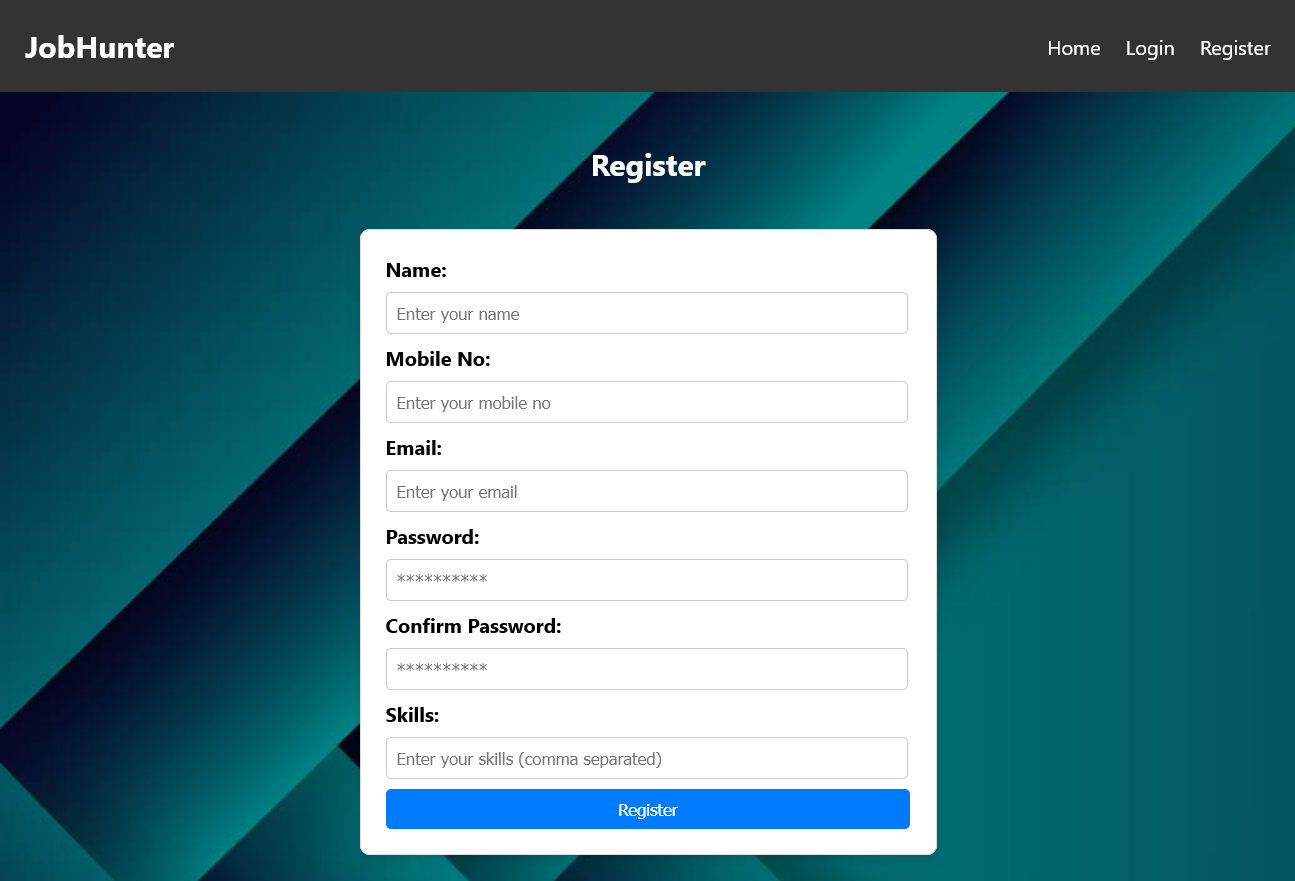 JobHunter
Home Login Register
Register
Name:
Enter your name
Mobile No:
Enter your mobile no
Email:
Enter your email
Password:
**********
Confirm Password:
**********
Skills:
Enter your skills (comma separated)
Register